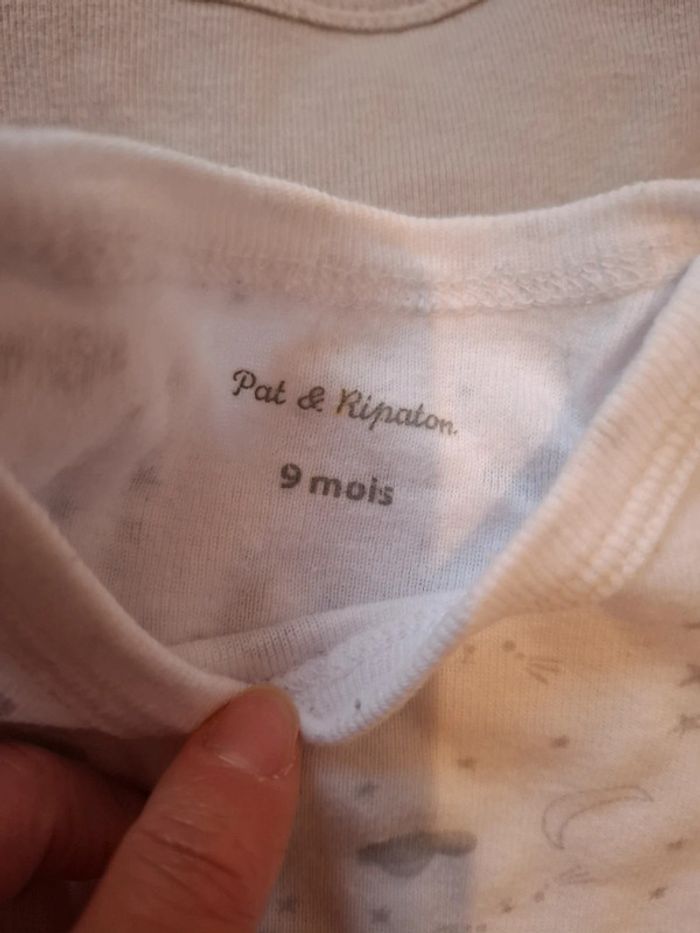 Pat & Ripaton.
9 mois